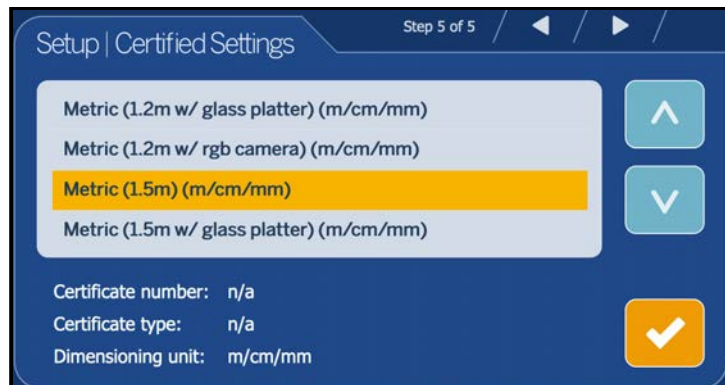 Setup | Certified Settings
Step 5 of 5
Metric (1.2m w/ glass platter) (m/cm/mm)
Metric (1.2m w/ rgb camera) (m/cm/mm)
Metric (1.5m) (m/cm/mm)
Metric (1.5m w/ glass platter) (m/cm/mm)
Certificate number: n/a
Certificate type: n/a
Dimensioning unit: m/cm/mm